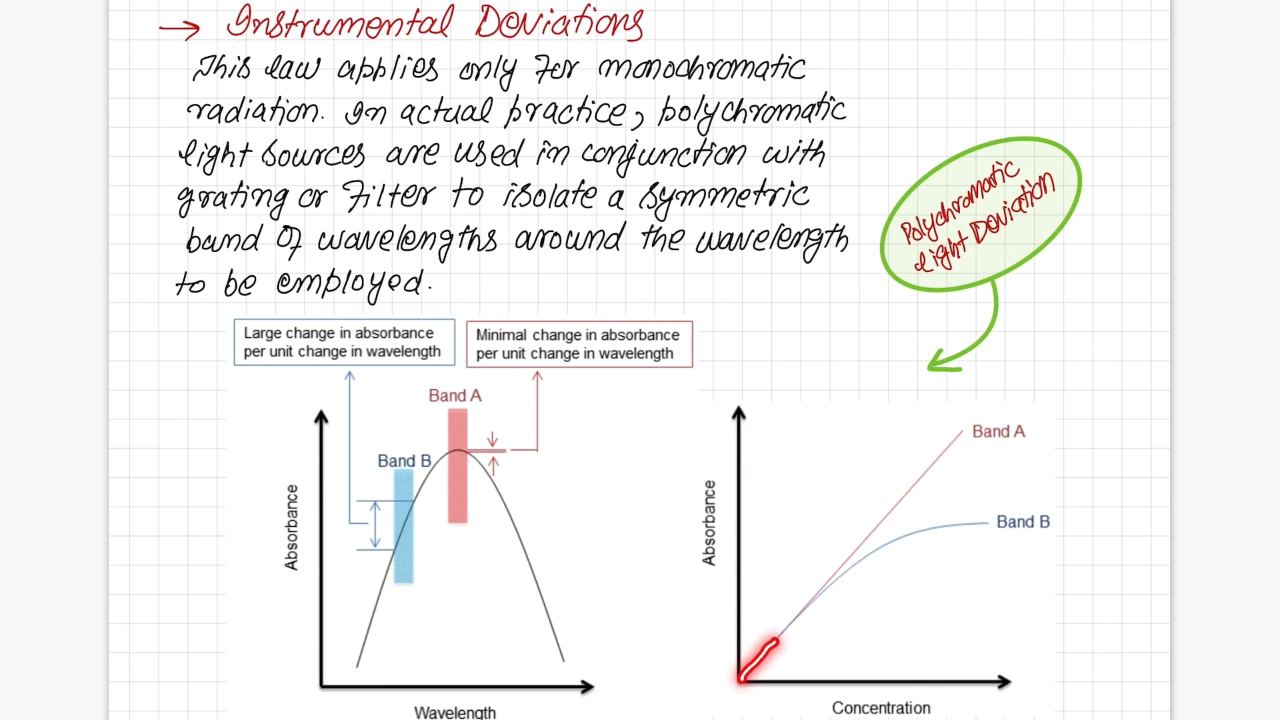 → Instrumental Deviations
This law applies only for monochromatic
radiation. In actual practice, polychromatic
light sources are used in conjunction with
grating or Filter to isolate a symmetric
band of wavelengths around the wavelength
to be employed.
Polychromatic
light Deviation
Large change in absorbance
per unit change in wavelength
Minimal change in absorbance
per unit change in wavelength
Band A
Band B
Absorbance
Wavelength
Band A
Band B
Absorbance
Concentration